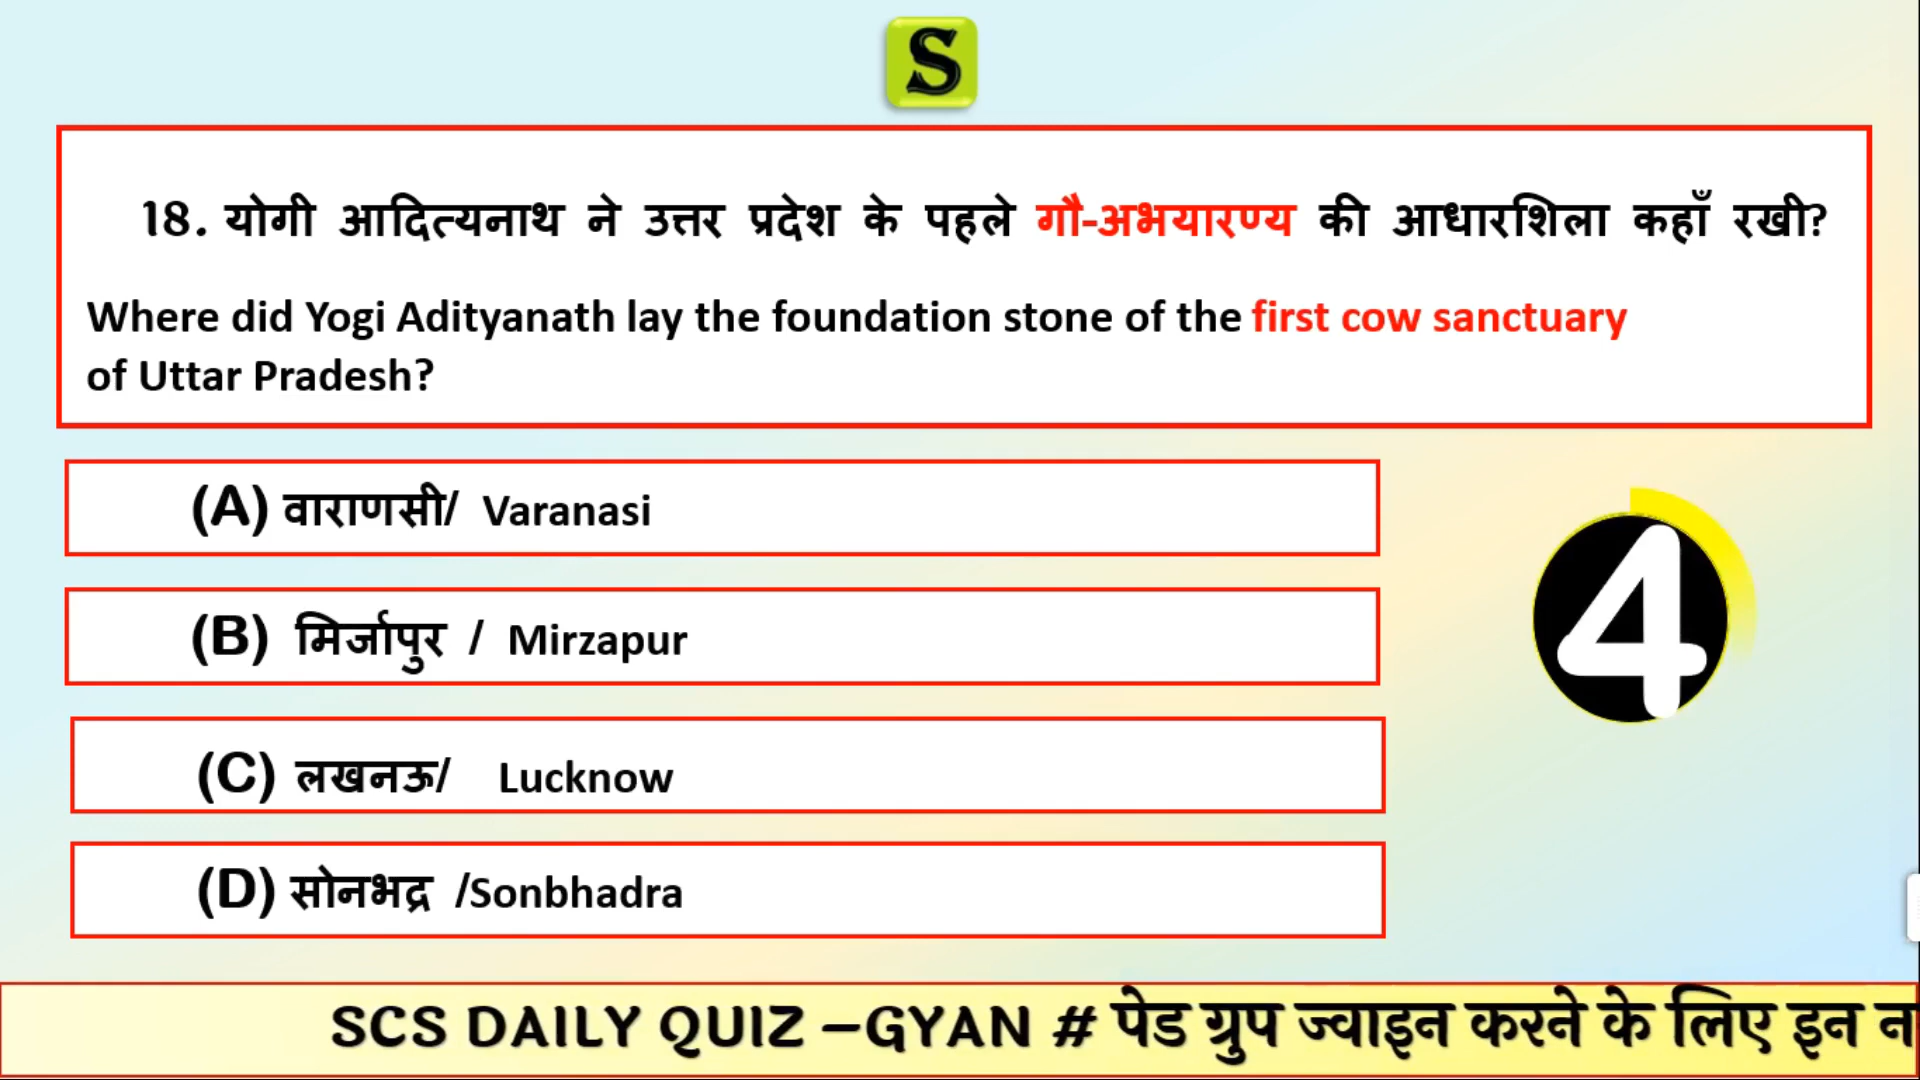 S
18. योगी आदित्यनाथ ने उत्तर प्रदेश के पहले गौ-अभयारण्य की आधारशिला कहाँ रखी?
Where did Yogi Adityanath lay the foundation stone of the first cow sanctuary
of Uttar Pradesh?
(A) वाराणसी/ Varanasi
(B) मिर्जापुर / Mirzapur
4
(C) लखनऊ/ Lucknow
(D) सोनभद्र /Sonbhadra
SCS DAILY QUIZ –GYAN # पेड ग्रुप ज्वाइन करने के लिए इन न